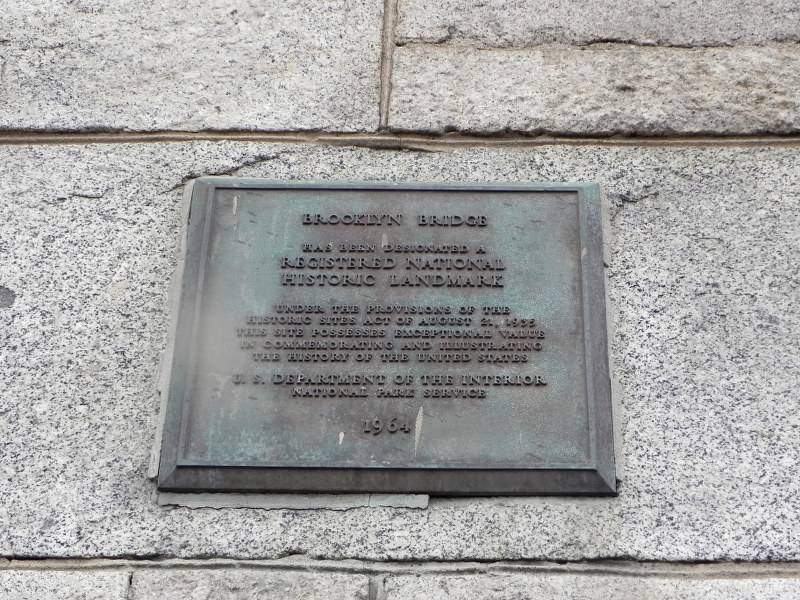 BROOKLYN BRIDGE
HAS BEEN DESIGNATED A
REGISTERED NATIONAL
HISTORIC LANDMARK
UNDER THE PROVISIONS OF THE
HISTORIC SITES ACT OF AUGUST 21, 1935
THIS SITE POSSESSES EXCEPTIONAL VALUE
IN COMMEMORATING AND ILLUSTRATING
THE HISTORY OF THE UNITED STATES
U. S. DEPARTMENT OF THE INTERIOR
NATIONAL PARK SERVICE
1964